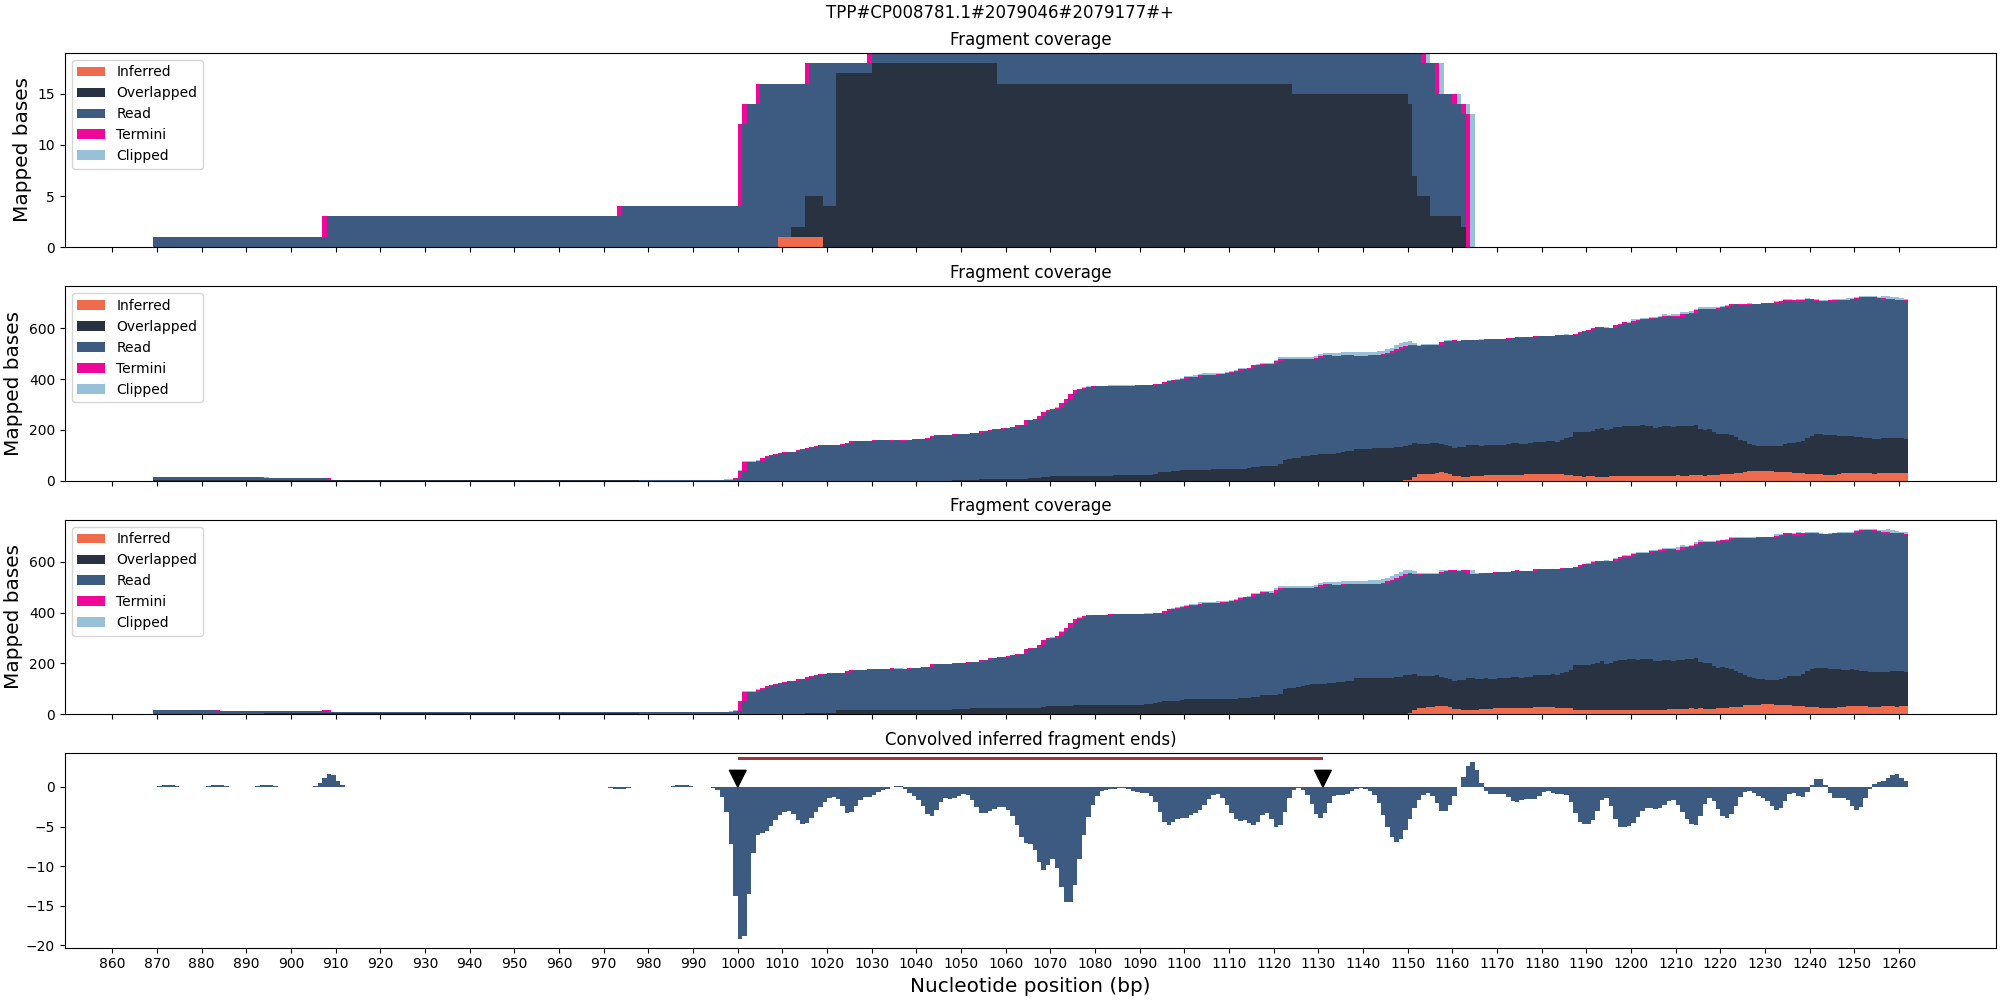 TPP#CP008781.1#2079046#2079177#+
Fragment coverage
Mapped bases
15
10
5
0
Inferred
Overlapped
Read
Termini
Clipped
Fragment coverage
Mapped bases
600
400
200
0
Inferred
Overlapped
Read
Termini
Clipped
Fragment coverage
Mapped bases
600
400
200
0
Inferred
Overlapped
Read
Termini
Clipped
Convolved inferred fragment ends)
0
−5
−10
−15
−20
860 870 880 890 900 910 920 930 940 950 960 970 980 990 1000 1010 1020 1030 1040 1050 1060 1070 1080 1090 1100 1110 1120 1130 1140 1150 1160 1170 1180 1190 1200 1210 1220 1230 1240 1250 1260
Nucleotide position (bp)